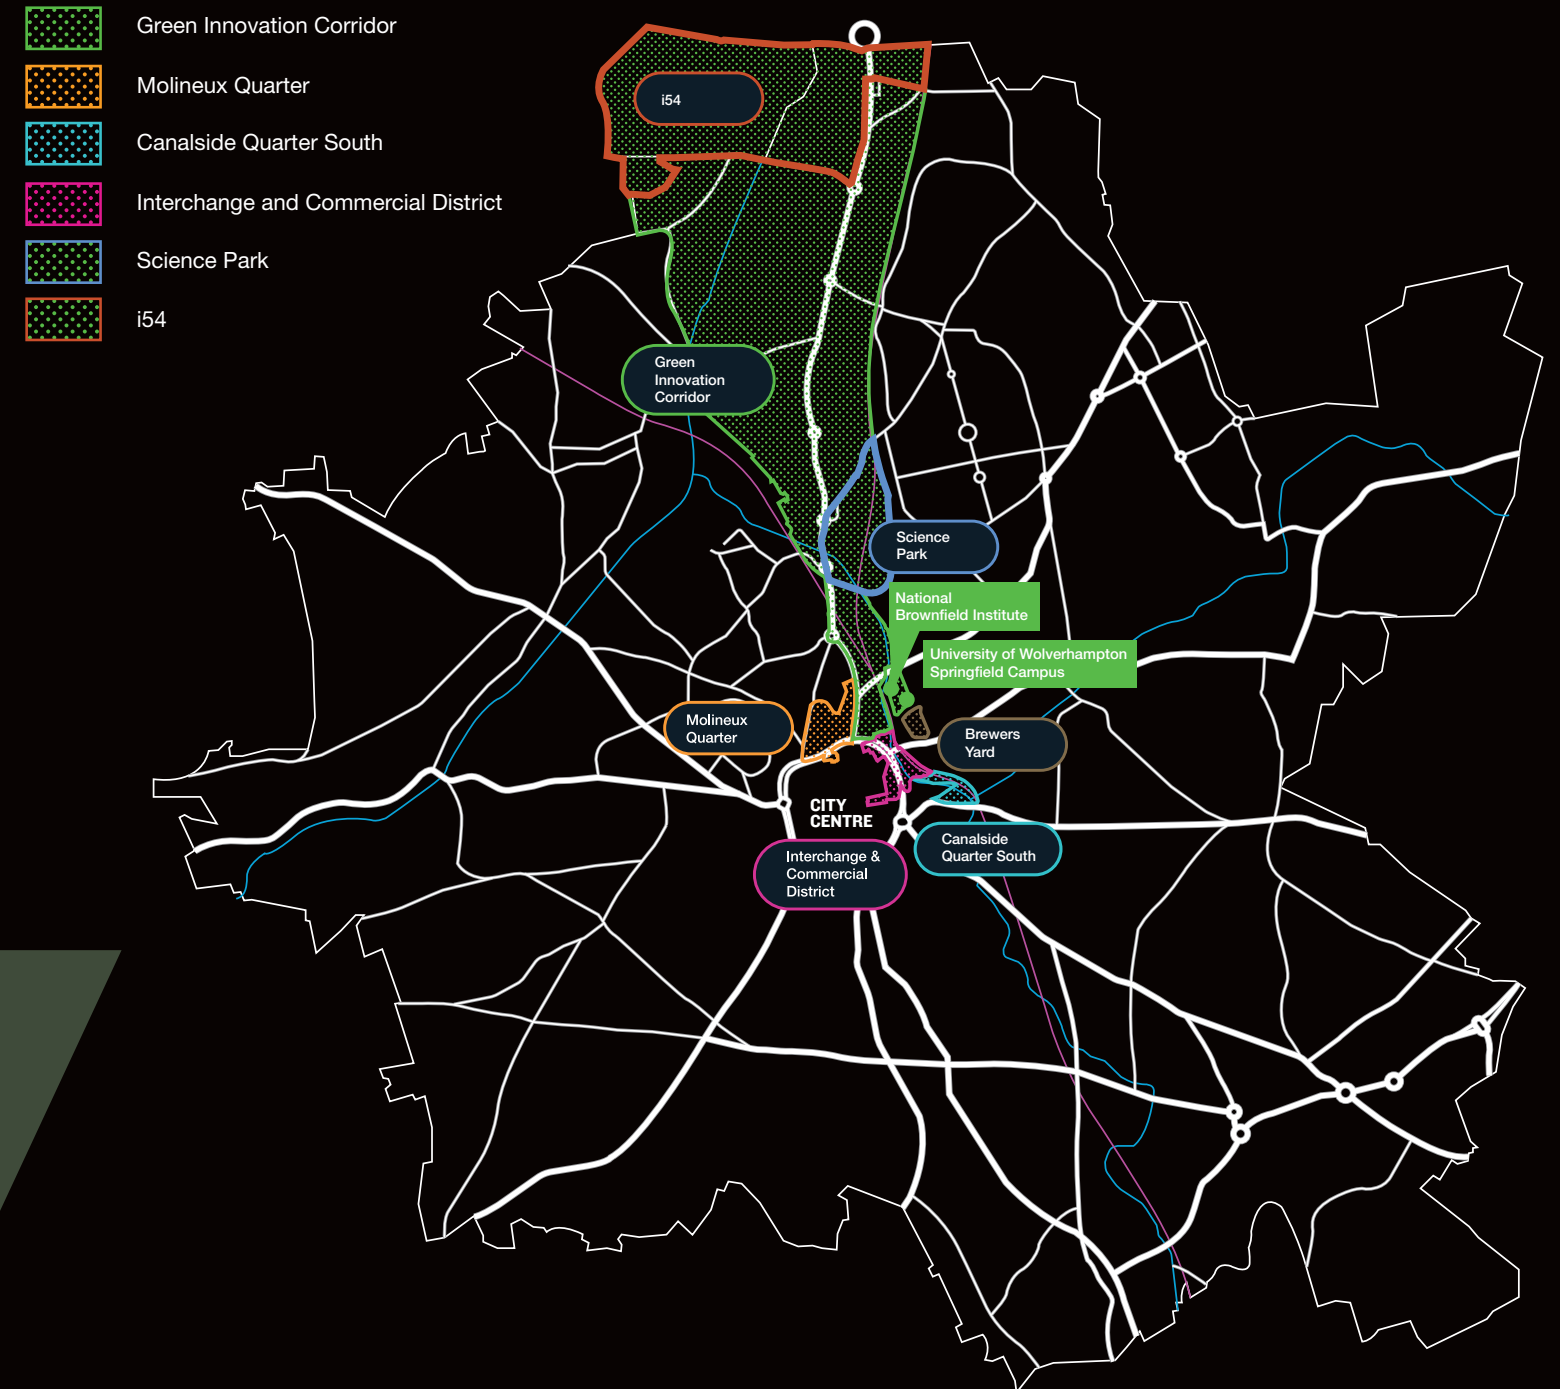 Green Innovation Corridor
Molineux Quarter
Canalside Quarter South
Interchange and Commercial District
Science Park
i54
i54
Green
Innovation
Corridor
Science
Park
National
Brownfield Institute
University of Wolverhampton
Springfield Campus
Molineux
Quarter
Brewers
Yard
CITY
CENTRE
Canalside
Quarter South
Interchange &
Commercial
District